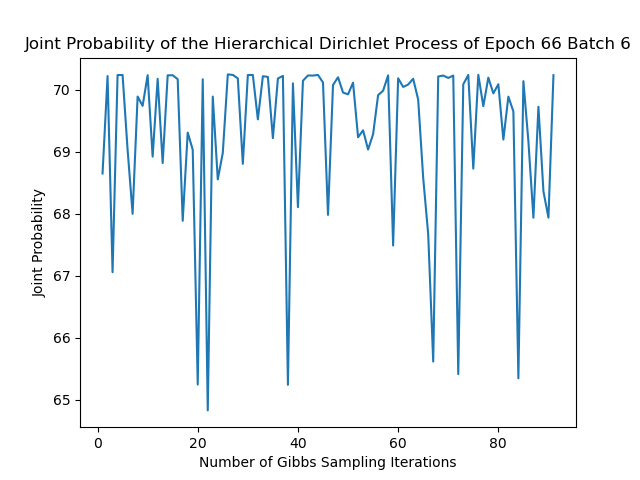 Joint Probability of the Hierarchical Dirichlet Process of Epoch 66 Batch 6
70
69
68
67
66
65
Joint Probability
0 20 40 60 80
Number of Gibbs Sampling Iterations